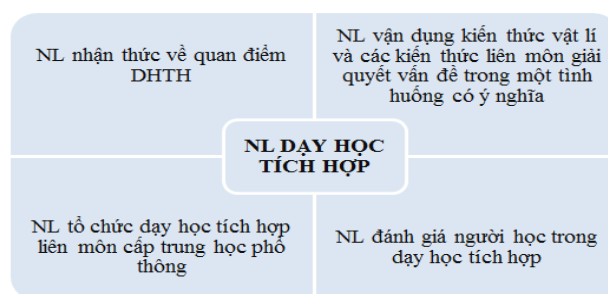 NL nhận thức về quan điểm
DHTH
NL vận dụng kiến thức vật lí
và các kiến thức liên môn giải
quyết vấn đề trong một tình
huống có ý nghĩa
NL DẠY HỌC
TÍCH HỢP
NL tổ chức dạy học tích hợp
liên môn cấp trung học phổ
thông
NL đánh giá người học trong
dạy học tích hợp